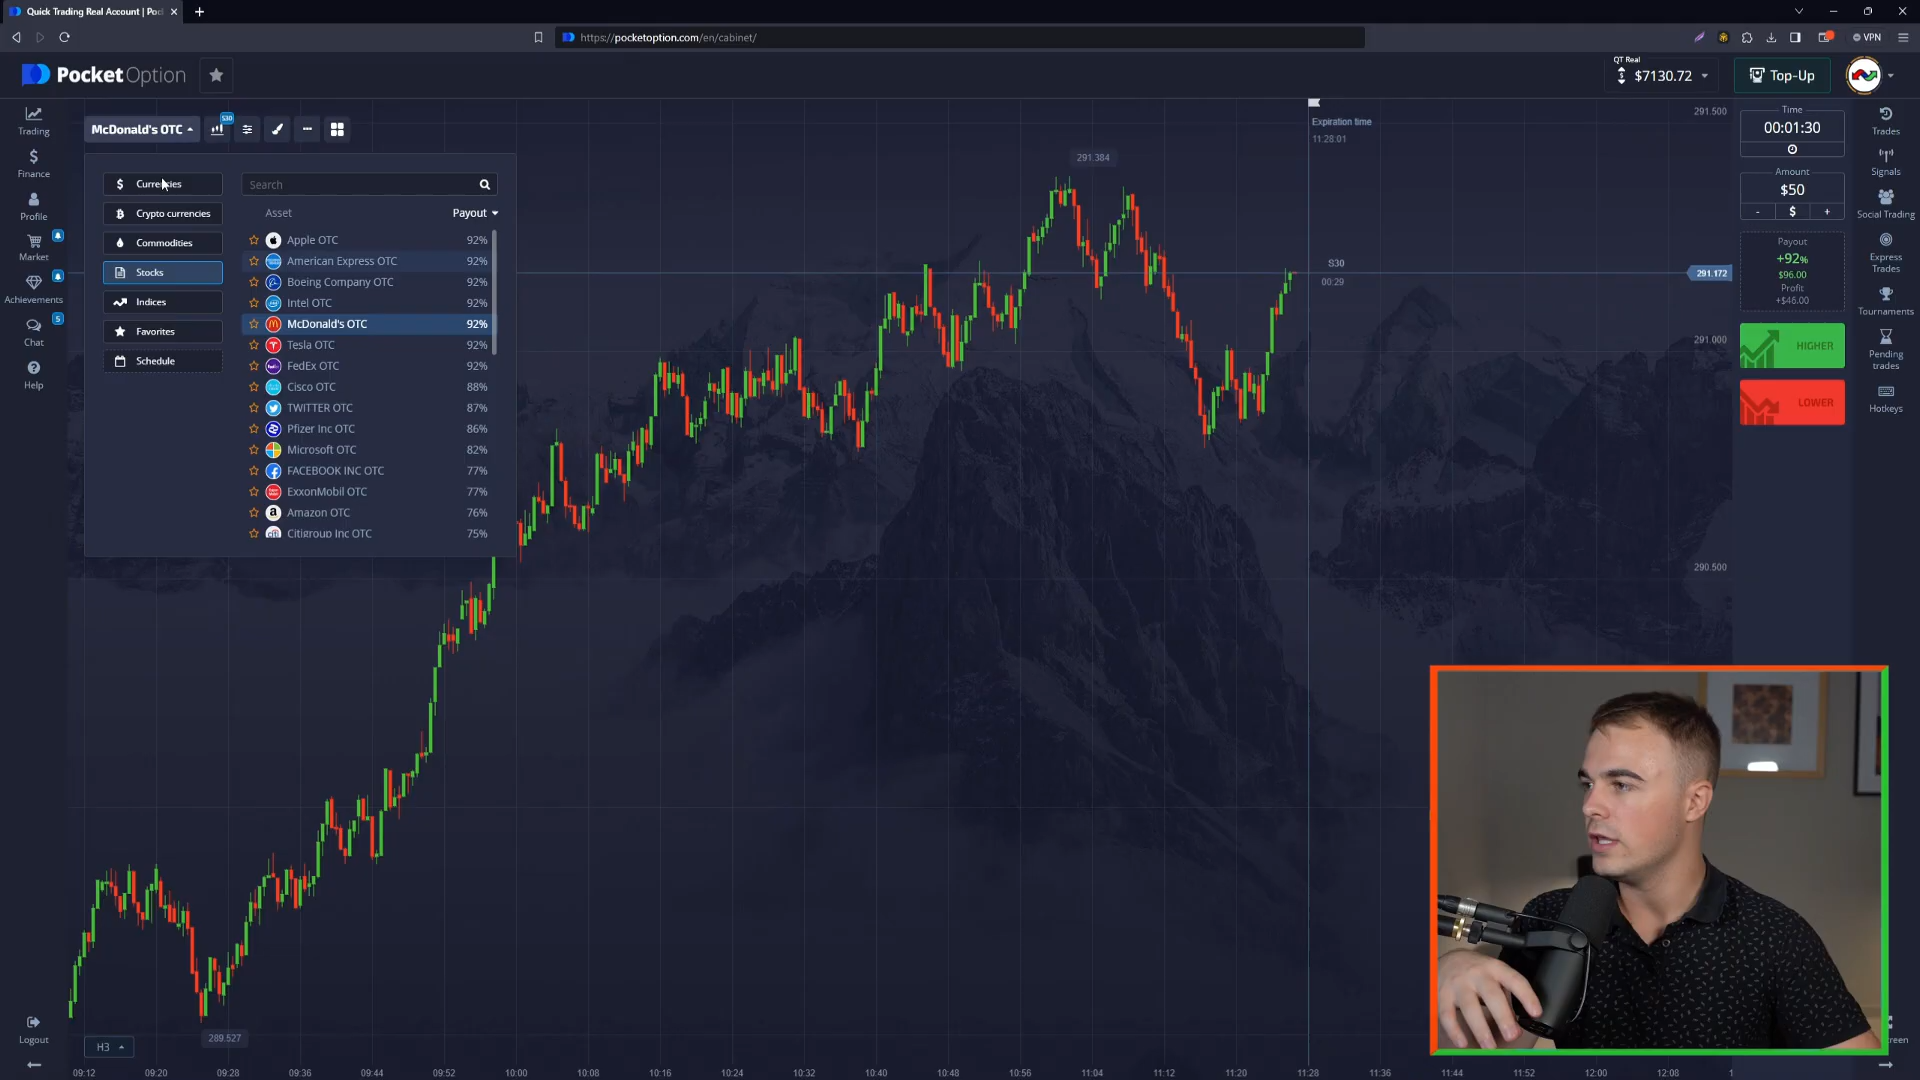 Quick Trading Real Account | Poc
https://pocketoption.com/en/cabinet/
VPN
PocketOption
QT Real
$7130.72
Top-Up
Trading
Finance
Profile
Market
Achievements
5
Chat
Help
Logout
McDonald's OTC
S30
Currencies
Crypto currencies
Commodities
Stocks
Indices
Favorites
Schedule
Search
Asset
Payout
Apple OTC 92%
American Express OTC 92%
Boeing Company OTC 92%
Intel OTC 92%
McDonald's OTC 92%
Tesla OTC 92%
FedEx OTC 92%
Cisco OTC 88%
TWITTER OTC 87%
Pfizer Inc OTC 86%
Microsoft OTC 82%
FACEBOOK INC OTC 77%
ExxonMobil OTC 77%
Amazon OTC 76%
Citigroup Inc OTC 75%
291.384
289.527
Expiration time
11:28:01
S30
00:29
291.500
291.172
291.000
290.500
Time
00:01:30
Amount
$50
- $ +
Payout
+92%
$96.00
Profit
+$46.00
HIGHER
LOWER
Trades
Signals
Social Trading
Express
Trades
Tournaments
Pending
trades
Hotkeys
H3
09:12 09:20 09:28 09:36 09:44 09:52 10:00 10:08 10:16 10:24 10:32 10:40 10:48 10:56 11:04 11:12 11:20 11:28 11:36 11:44 11:52 12:00 12:08 1